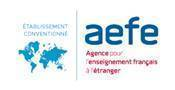 ÉTABLISSEMENT
CONVENTIONNÉ
aefe
Agence pour
l'enseignement français
à l'étranger